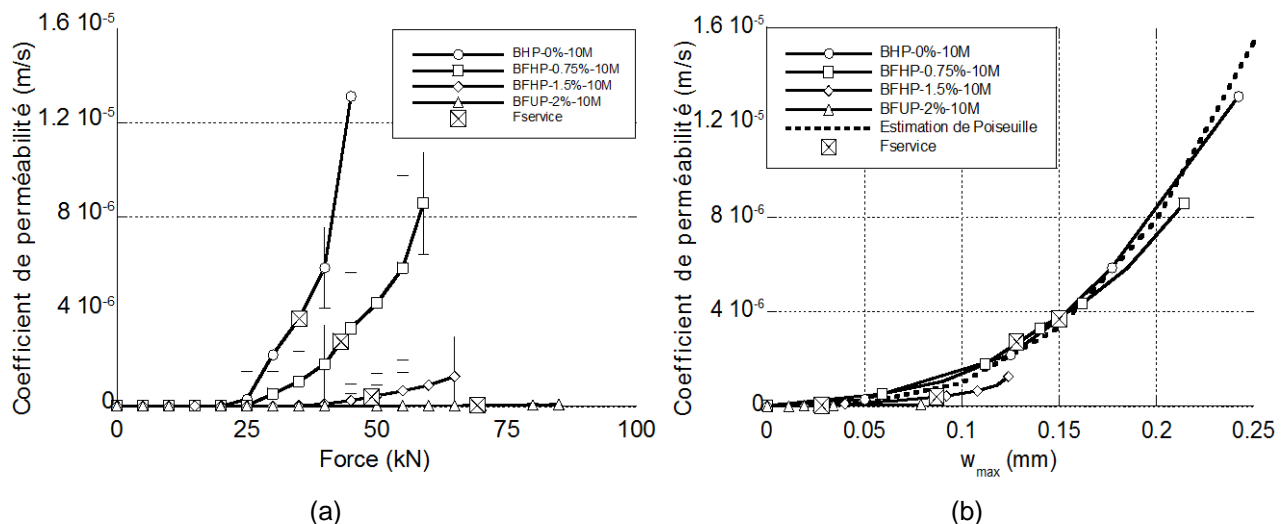 1.6 10-5
1.2 10-5
8 10-6
4 10-6
0
Coefficient de perméabilité (m/s)
BHP-0%-10M
BFHP-0.75%-10M
BFHP-1.5%-10M
BFUP-2%-10M
Fservice
0 25 50 75 100
Force (kN)
(a)
1.6 10-5
1.2 10-5
8 10-6
4 10-6
0
Coefficient de perméabilité (m/s)
BHP-0%-10M
BFHP-0.75%-10M
BFHP-1.5%-10M
BFUP-2%-10M
Estimation de Poiseuille
Fservice
0 0.05 0.1 0.15 0.2 0.25
wmax (mm)
(b)